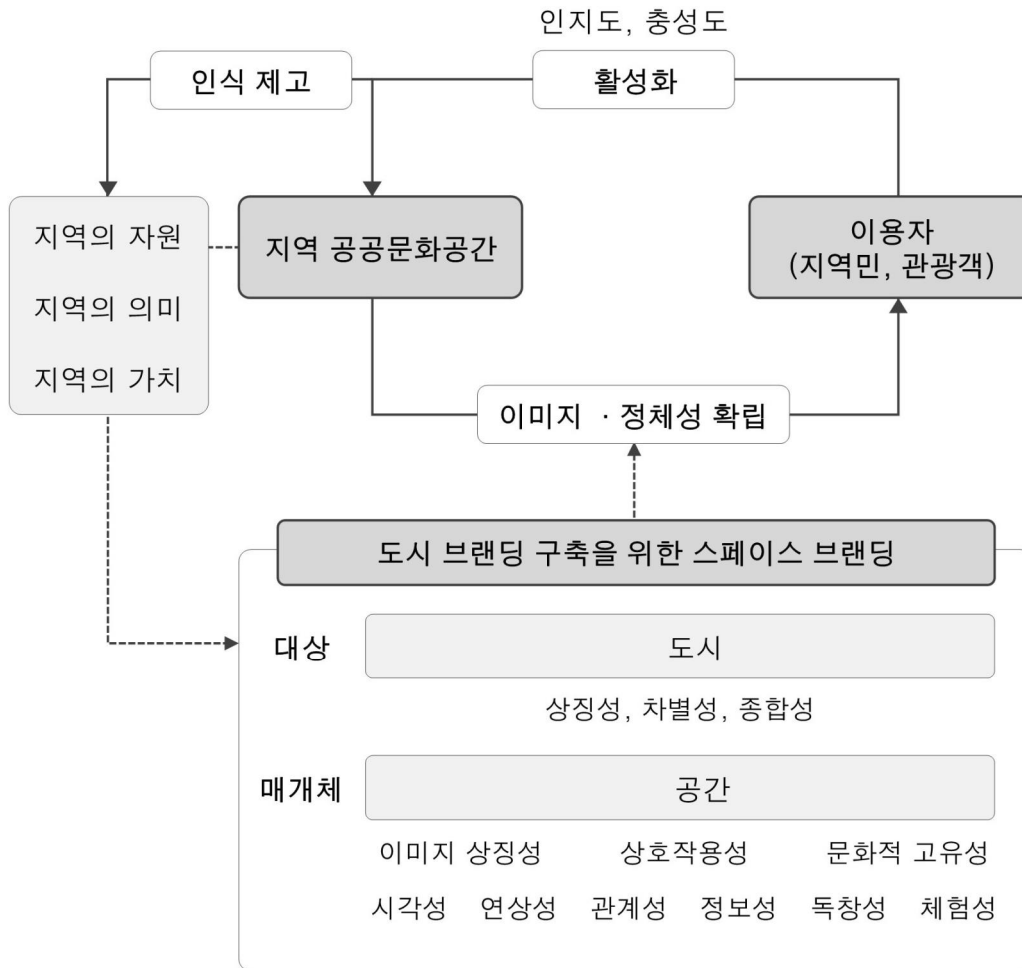 인지도, 충성도
인식 제고
활성화
지역의 자원
지역의 의미
지역의 가치
지역 공공문화공간
이용자
(지역민, 관광객)
이미지 · 정체성 확립
도시 브랜딩 구축을 위한 스페이스 브랜딩
대상
도시
상징성, 차별성, 종합성
매개체
공간
이미지 상징성
상호작용성
문화적 고유성
시각성
연상성
관계성
정보성
독창성
체험성